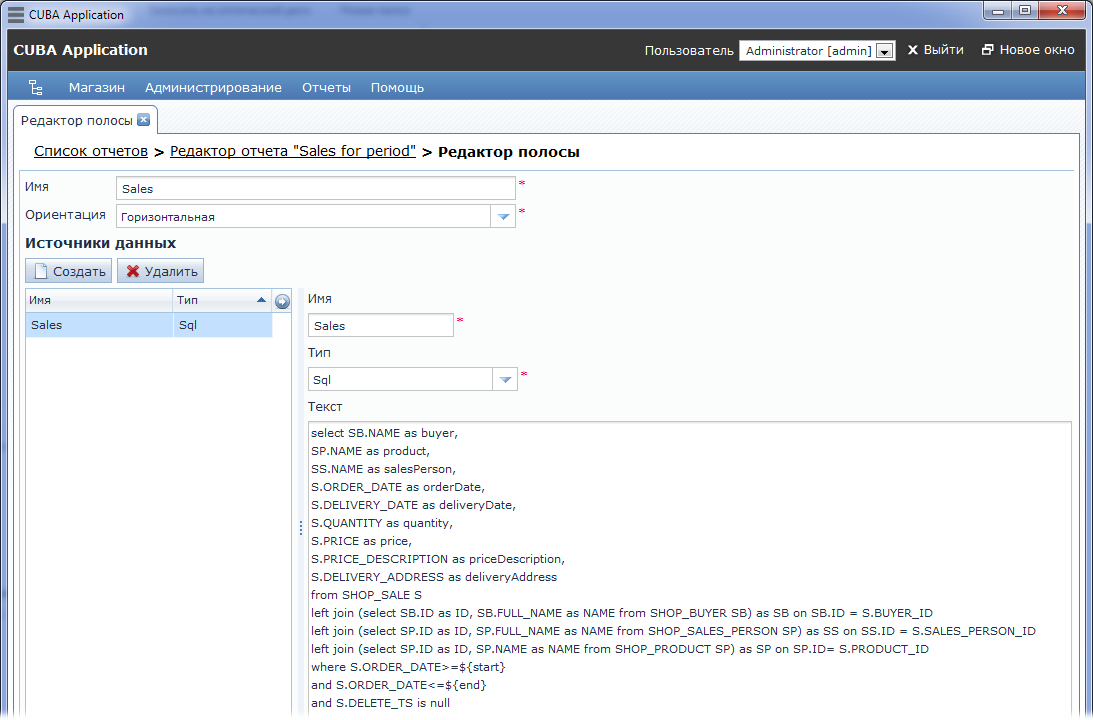 CUBA Application
CUBA Application
Пользователь Administrator [admin] Выйти Новое окно
Магазин Администрирование Отчеты Помощь
Редактор полосы
Список отчетов > Редактор отчета "Sales for period" > Редактор полосы
Имя Sales *
Ориентация Горизонтальная *
Источники данных
Создать Удалить
Имя Тип
Sales Sql
Имя
Sales *
Тип
Sql *
Текст
select SB.NAME as buyer,
SP.NAME as product,
SS.NAME as salesPerson,
S.ORDER_DATE as orderDate,
S.DELIVERY_DATE as deliveryDate,
S.QUANTITY as quantity,
S.PRICE as price,
S.PRICE_DESCRIPTION as priceDescription,
S.DELIVERY_ADDRESS as deliveryAddress
from SHOP_SALE S
left join (select SB.ID as ID, SB.FULL_NAME as NAME from SHOP_BUYER SB) as SB on SB.ID = S.BUYER_ID
left join (select SP.ID as ID, SP.FULL_NAME as NAME from SHOP_SALES_PERSON SP) as SS on SS.ID = S.SALES_PERSON_ID
left join (select SP.ID as ID, SP.NAME as NAME from SHOP_PRODUCT SP) as SP on SP.ID= S.PRODUCT_ID
where S.ORDER_DATE>=${start}
and S.ORDER_DATE<=${end}
and S.DELETE_TS is null